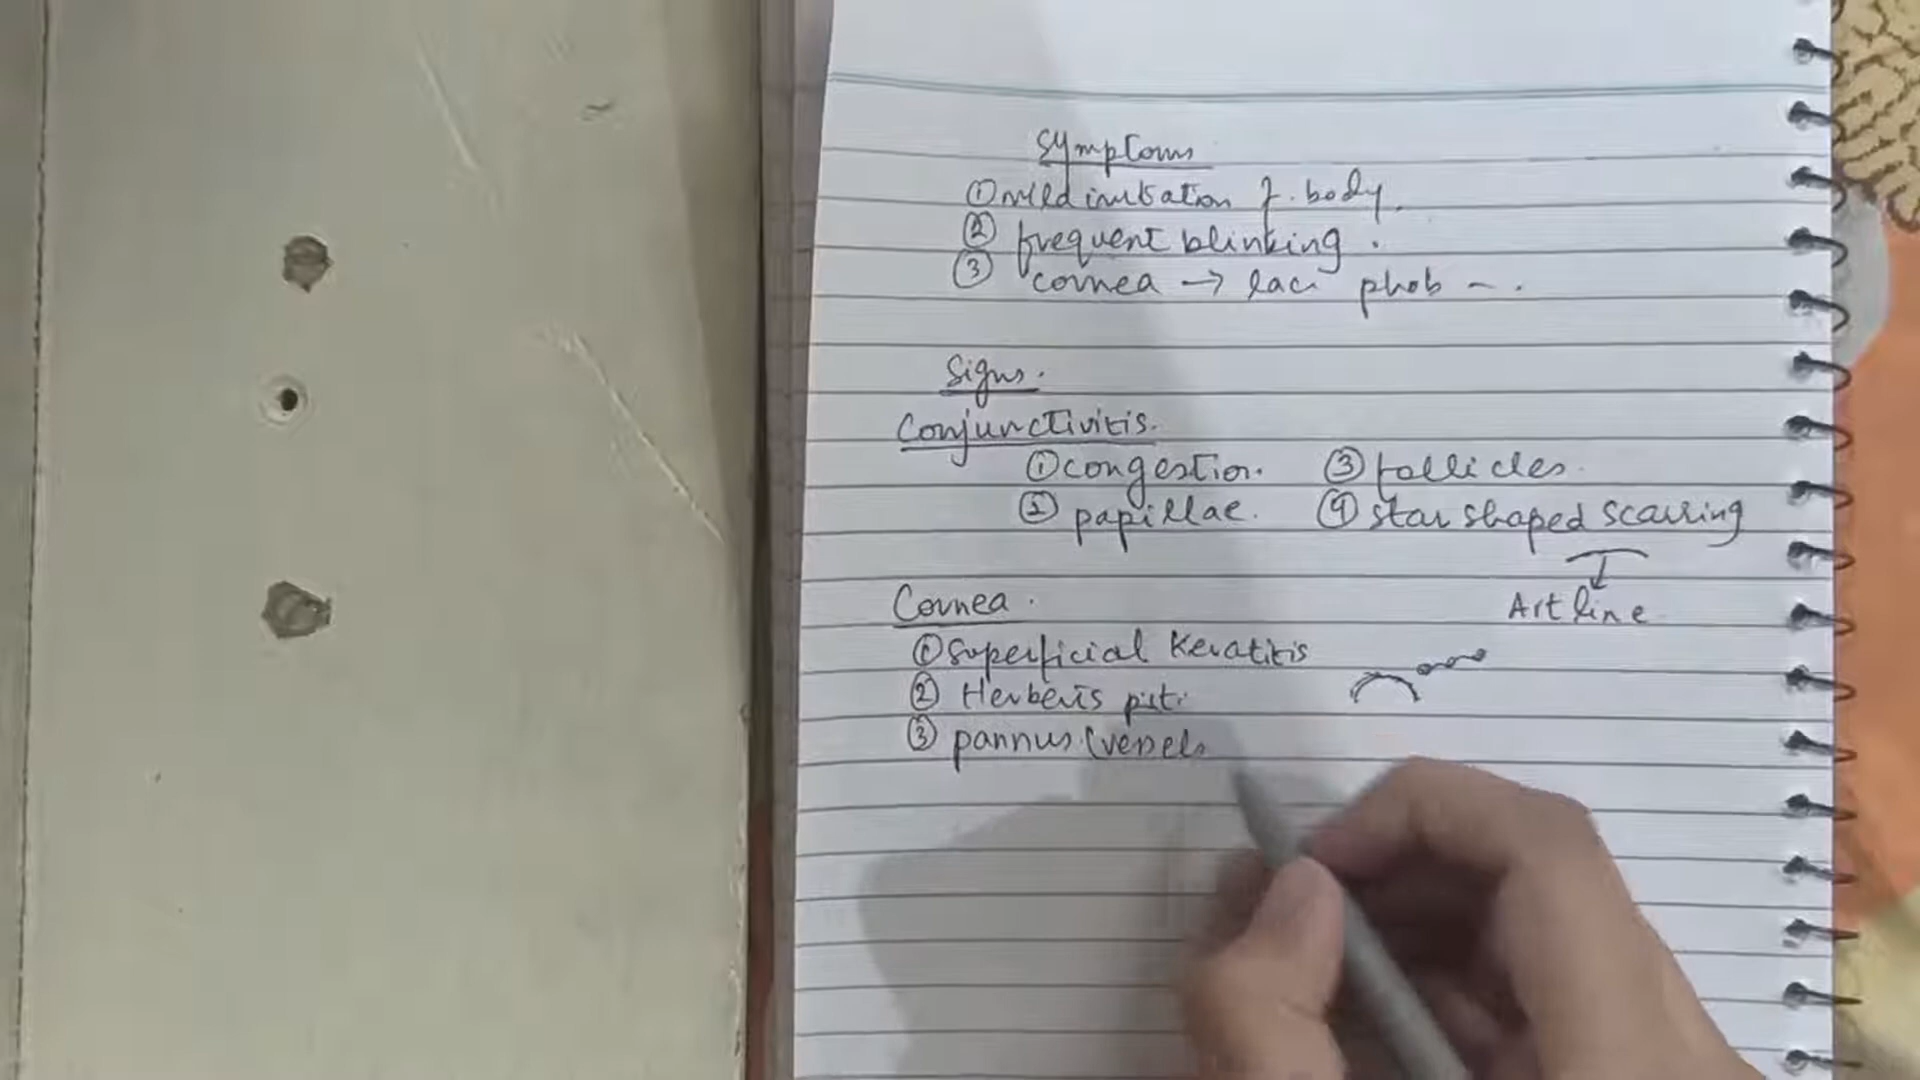 Symptoms
① mild irritation f. body.
② frequent blinking.
③ cornea → lac phob - .
Signs.
Conjunctivitis.
① congestion. ③ follicles.
② papillae. ④ star shaped scarring
Art line
Cornea.
① Superficial Keratitis
② Herberts pit.
③ pannus (vessels